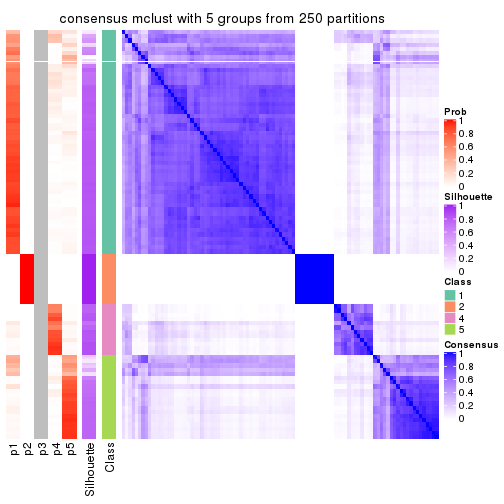 consensus mclust with 5 groups from 250 partitions
Prob
1
0.8
0.6
0.4
0.2
0
Silhouette
1
0.8
0.6
0.4
0.2
0
Class
1
2
4
5
Consensus
1
0.8
0.6
0.4
0.2
0
p1
p2
p3
p4
p5
Silhouette
Class